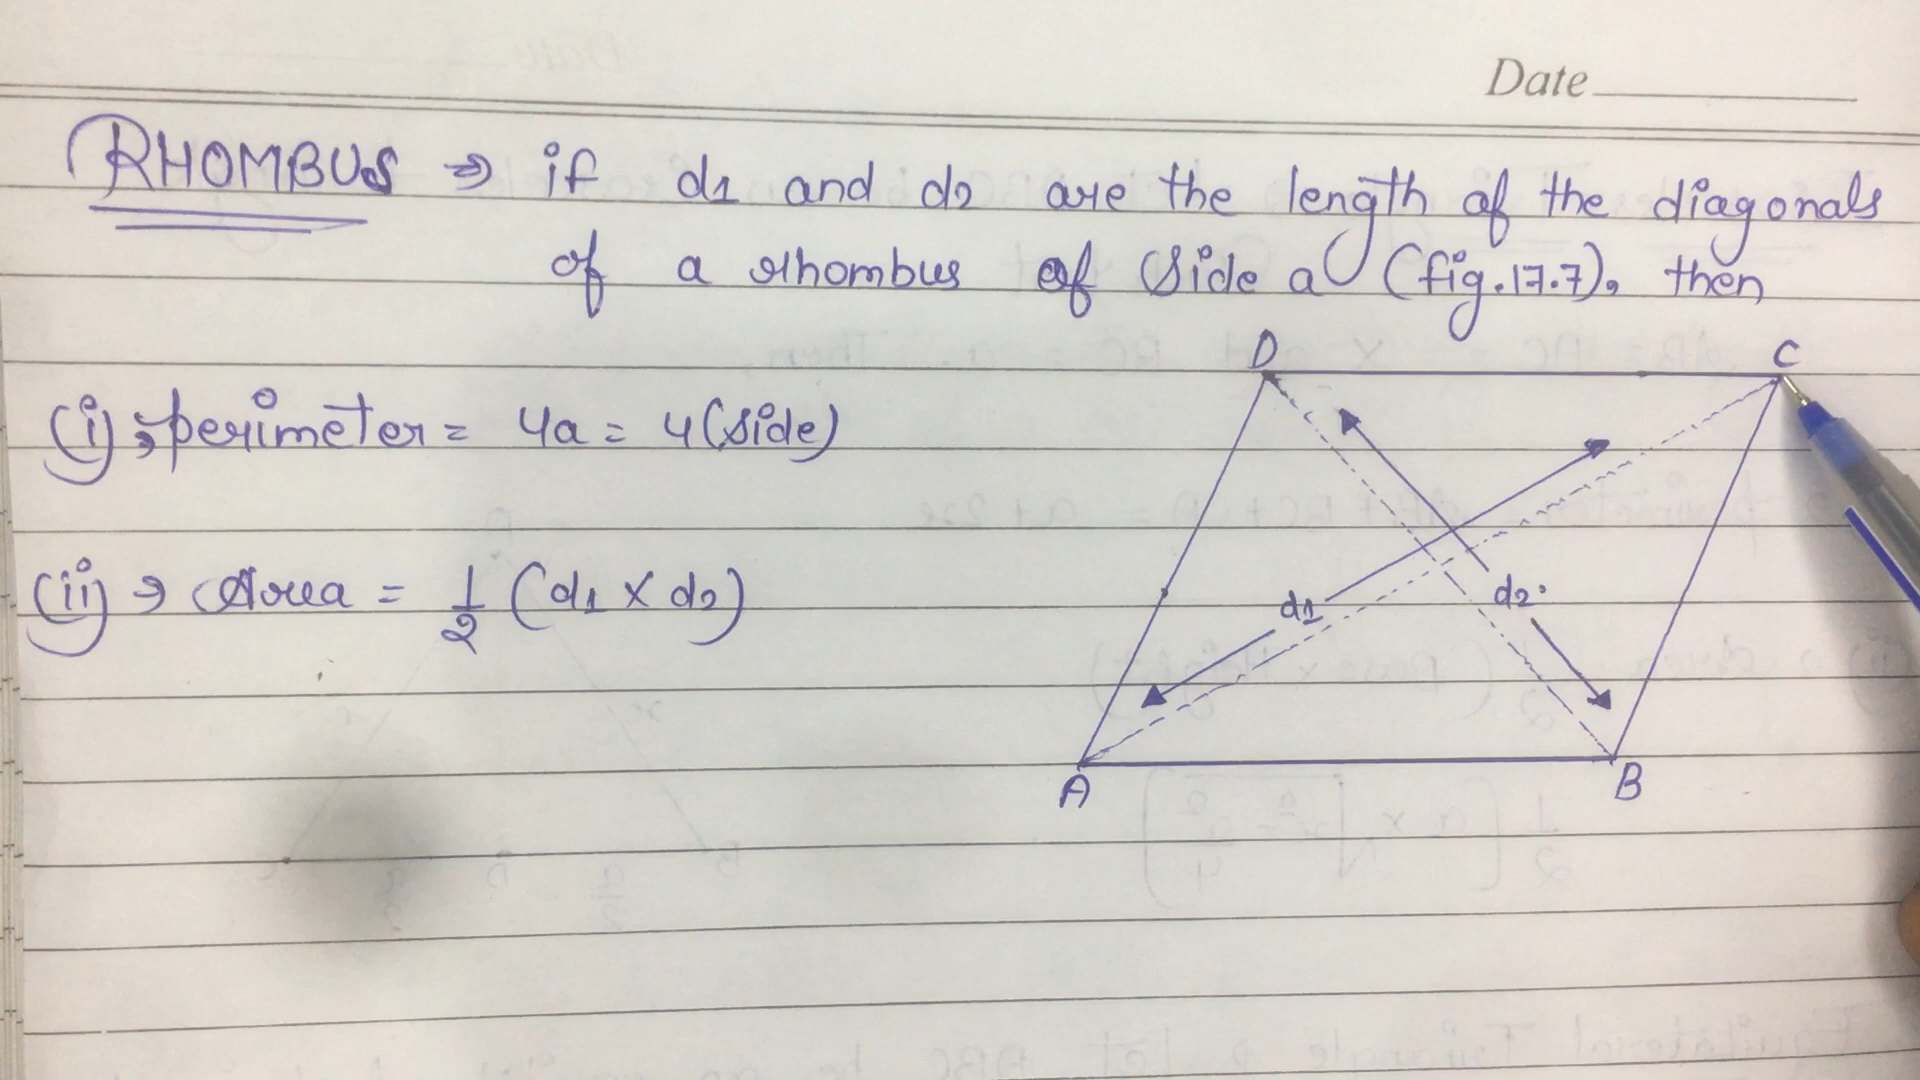 Date
RHOMBUS ⇒ if d1 and d2 are the length of the diagonals
of a rhombus of side a (fig.17.7), then
D C
(i) → perimeter = 4a = 4(side)
(ii) → Area = 1/2 (d1 × d2)
d1 d2
A B